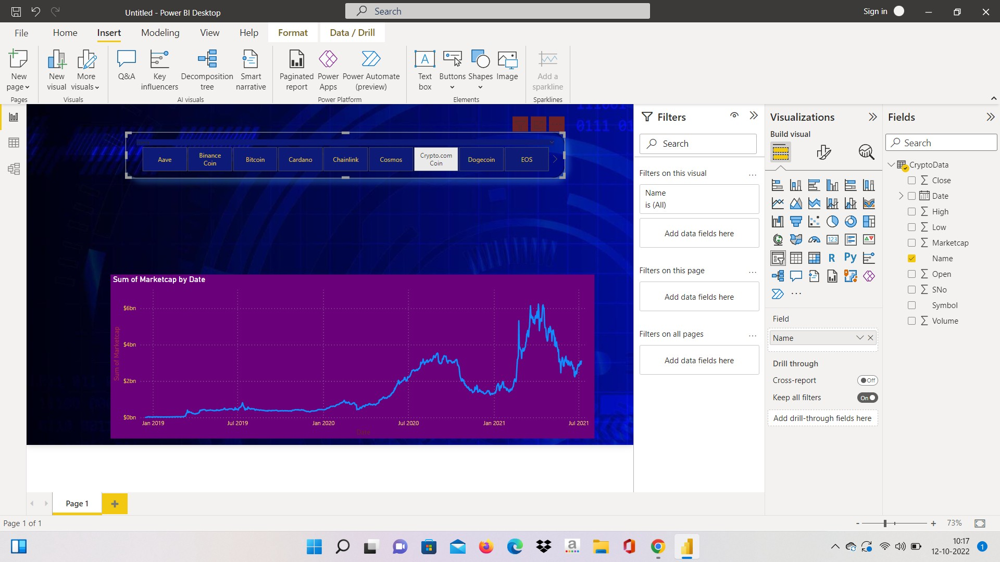 Untitled - Power BI Desktop
Search
Sign in
File
Home
Insert
Modeling
View
Help
Format
Data / Drill
New page
Pages
New visual
More visuals
Visuals
Q&A
Key influencers
Decomposition tree
Smart narrative
AI visuals
Paginated report
Power Apps
Power Automate (preview)
Power Platform
Text box
Buttons
Shapes
Image
Elements
Add a sparkline
Sparklines
0111 01
Aave
Binance Coin
Bitcoin
Cardano
Chainlink
Cosmos
Crypto.com Coin
Dogecoin
EOS
Sum of Marketcap by Date
Sum of Marketcap
$6bn
$4bn
$2bn
$0bn
Jan 2019
Jul 2019
Jan 2020
Jul 2020
Jan 2021
Jul 2021
Date
Filters
Search
Filters on this visual
...
Name
is (All)
Add data fields here
Filters on this page
...
Add data fields here
Filters on all pages
...
Add data fields here
Visualizations
Build visual
123
R
Py
...
Field
Name
Drill through
Cross-report
Off
Keep all filters
On
Add drill-through fields here
Fields
Search
CryptoData
Close
Date
High
Low
Marketcap
Name
Open
SNo
Symbol
Volume
Page 1
Page 1 of 1
73%
10:17
12-10-2022
1